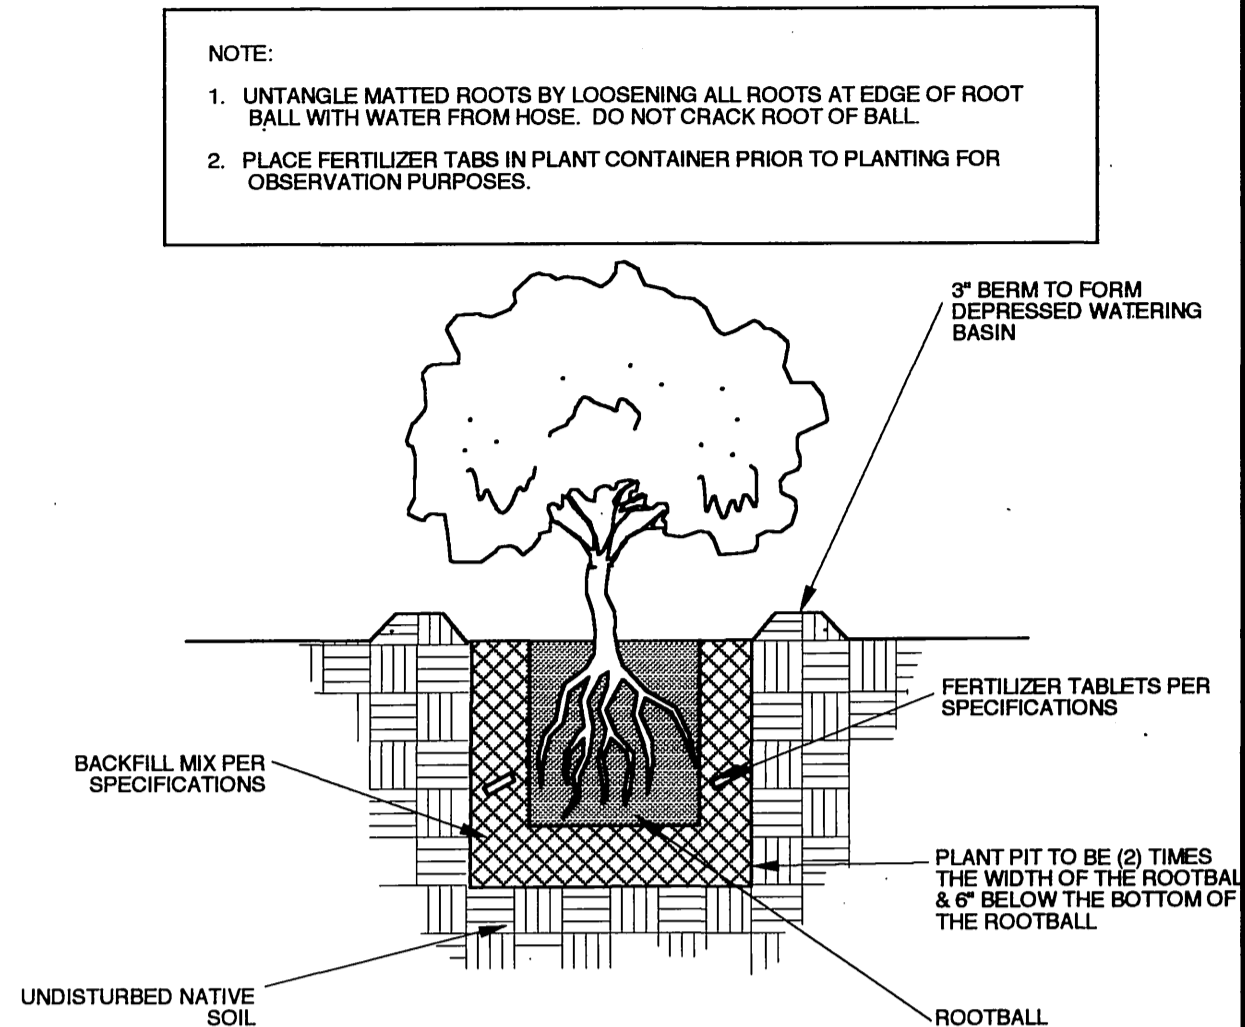 NOTE:
1. UNTANGLE MATTED ROOTS BY LOOSENING ALL ROOTS AT EDGE OF ROOT
BALL WITH WATER FROM HOSE. DO NOT CRACK ROOT OF BALL.
2. PLACE FERTILIZER TABS IN PLANT CONTAINER PRIOR TO PLANTING FOR
OBSERVATION PURPOSES.
3" BERM TO FORM
DEPRESSED WATERING
BASIN
FERTILIZER TABLETS PER
SPECIFICATIONS
BACKFILL MIX PER
SPECIFICATIONS
PLANT PIT TO BE (2) TIMES
THE WIDTH OF THE ROOTBAL
& 6" BELOW THE BOTTOM OF
THE ROOTBALL
UNDISTURBED NATIVE
SOIL
ROOTBALL